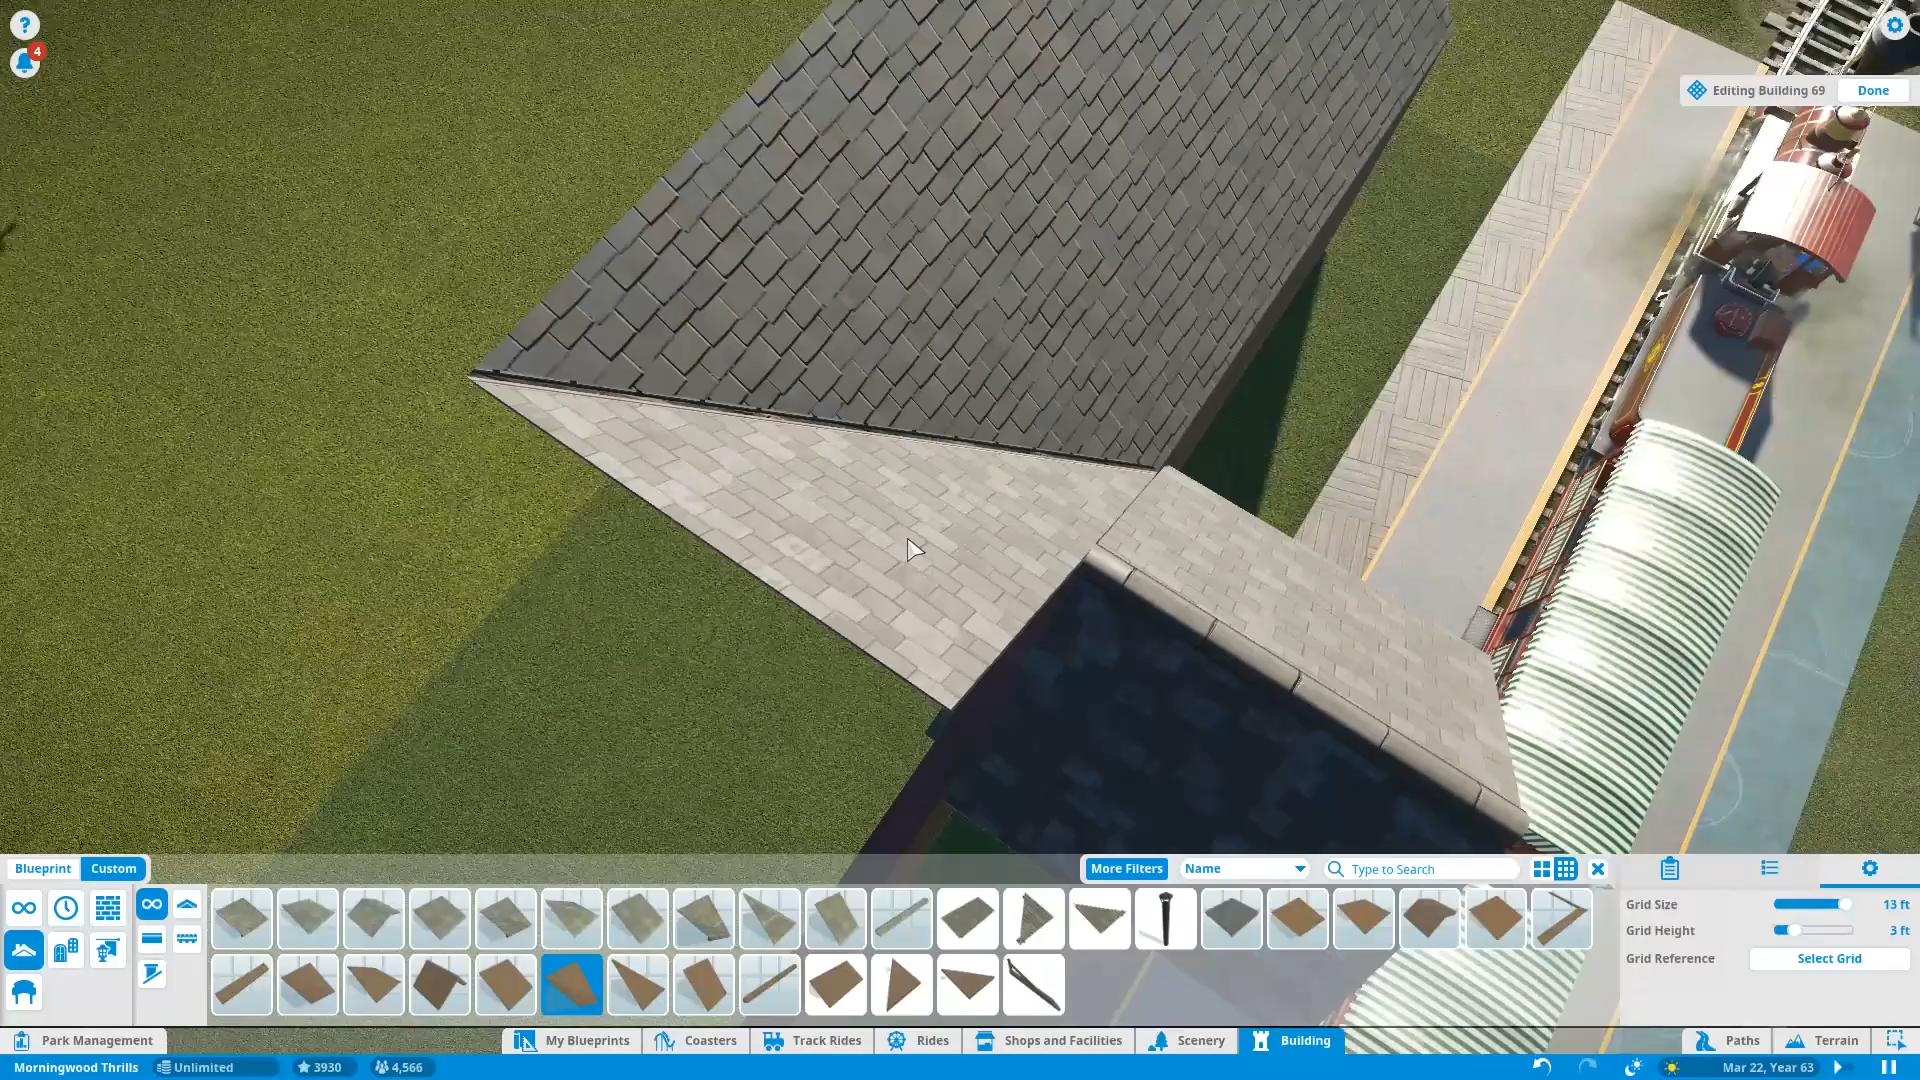 ?
4
Editing Building 69 Done
Blueprint Custom
More Filters Name Type to Search
Grid Size 13 ft
Grid Height 3 ft
Grid Reference Select Grid
Park Management My Blueprints Coasters Track Rides Rides Shops and Facilities Scenery Building Paths Terrain
Morningwood Thrills Unlimited 3930 4,566 Mar 22, Year 63